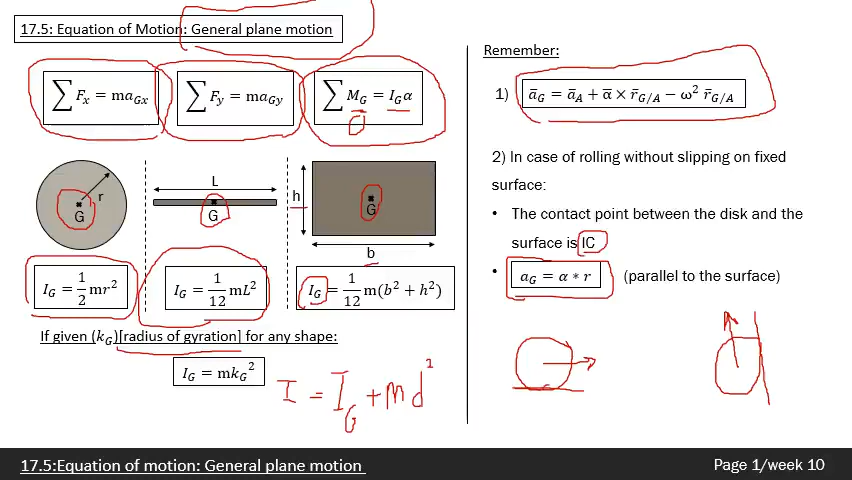 17.5: Equation of Motion: General plane motion
∑ Fₓ = ma_Gx
∑ F_y = ma_Gy
∑ M_G = I_G α
r
G
L
G
h
G
b
I_G = 1/2 mr²
I_G = 1/12 mL²
I_G = 1/12 m(b² + h²)
If given (k_G)[radius of gyration] for any shape:
I_G = mk_G²
I = I_G + md²
Remember:
1) a̅_G = a̅_A + α̅ × r̅_G/A − ω² r̅_G/A
2) In case of rolling without slipping on fixed
surface:
• The contact point between the disk and the
surface is IC
• a_G = α * r (parallel to the surface)
17.5:Equation of motion: General plane motion
Page 1/week 10